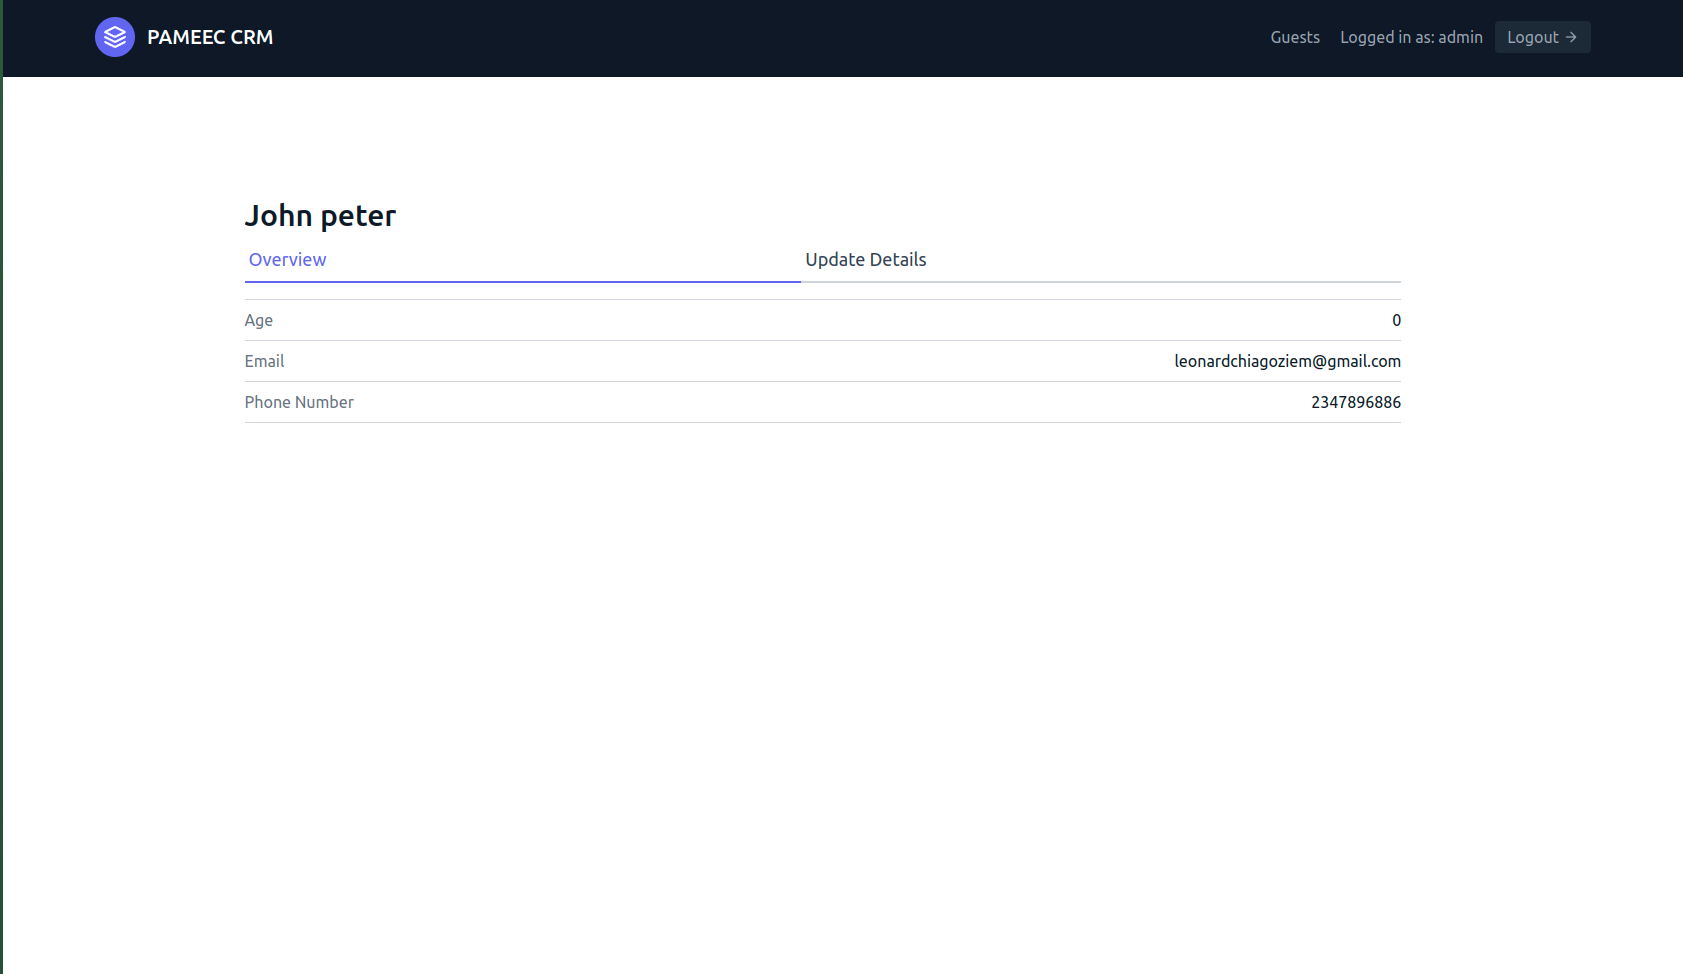 PAMEEC CRM
Guests Logged in as: admin Logout →
John peter
Overview Update Details
Age 0
Email leonardchiagoziem@gmail.com
Phone Number 2347896886